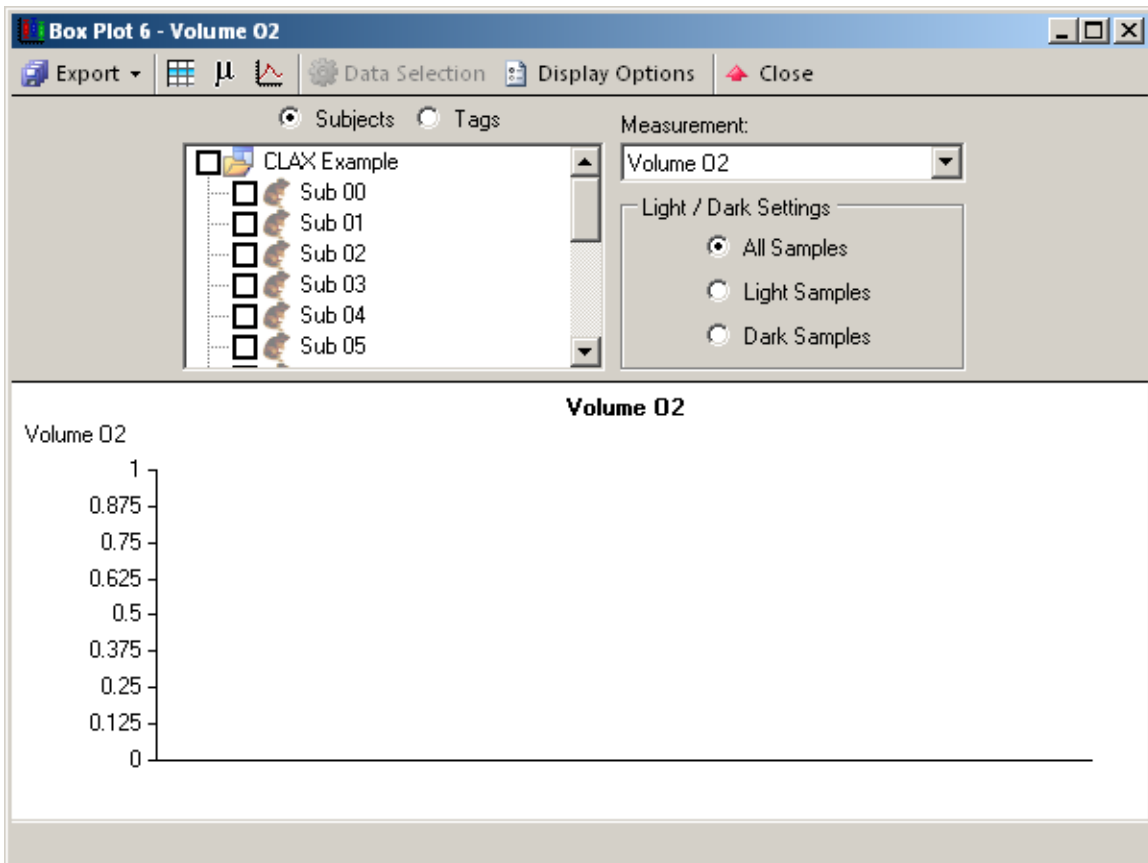 Box Plot 6 - Volume O2
Export μ Data Selection Display Options Close
Subjects Tags
Measurement:
CLAX Example
Volume O2
Sub 00
Light / Dark Settings
Sub 01
Sub 02
All Samples
Sub 03
Light Samples
Sub 04
Dark Samples
Sub 05
Volume O2
Volume O2
1
0.875
0.75
0.625
0.5
0.375
0.25
0.125
0